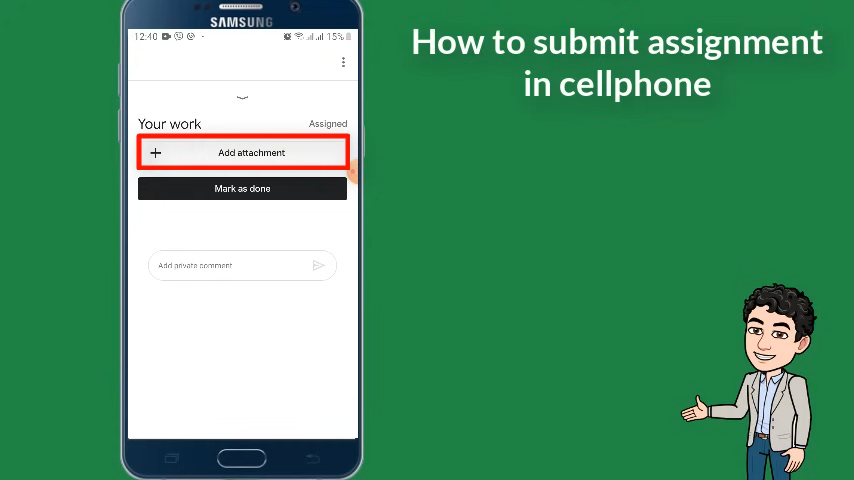 SAMSUNG
12:40 15%
How to submit assignment
in cellphone
Your work Assigned
+ Add attachment
Mark as done
Add private comment